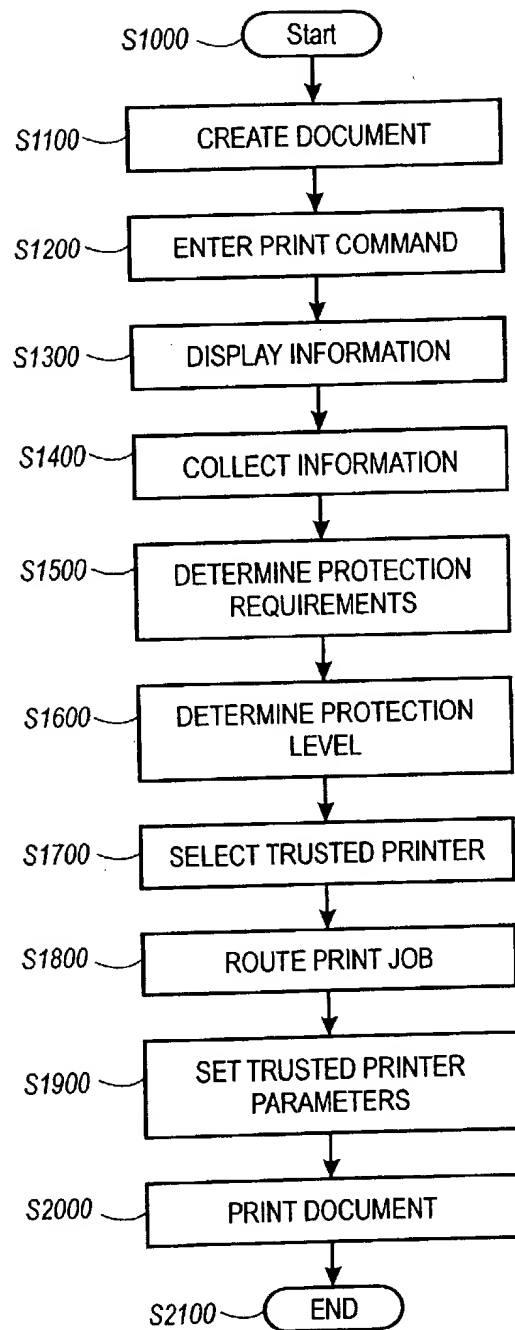 S1000 Start
S1100 CREATE DOCUMENT
S1200 ENTER PRINT COMMAND
S1300 DISPLAY INFORMATION
S1400 COLLECT INFORMATION
S1500 DETERMINE PROTECTION
REQUIREMENTS
S1600 DETERMINE PROTECTION
LEVEL
S1700 SELECT TRUSTED PRINTER
S1800 ROUTE PRINT JOB
S1900 SET TRUSTED PRINTER
PARAMETERS
S2000 PRINT DOCUMENT
S2100 END